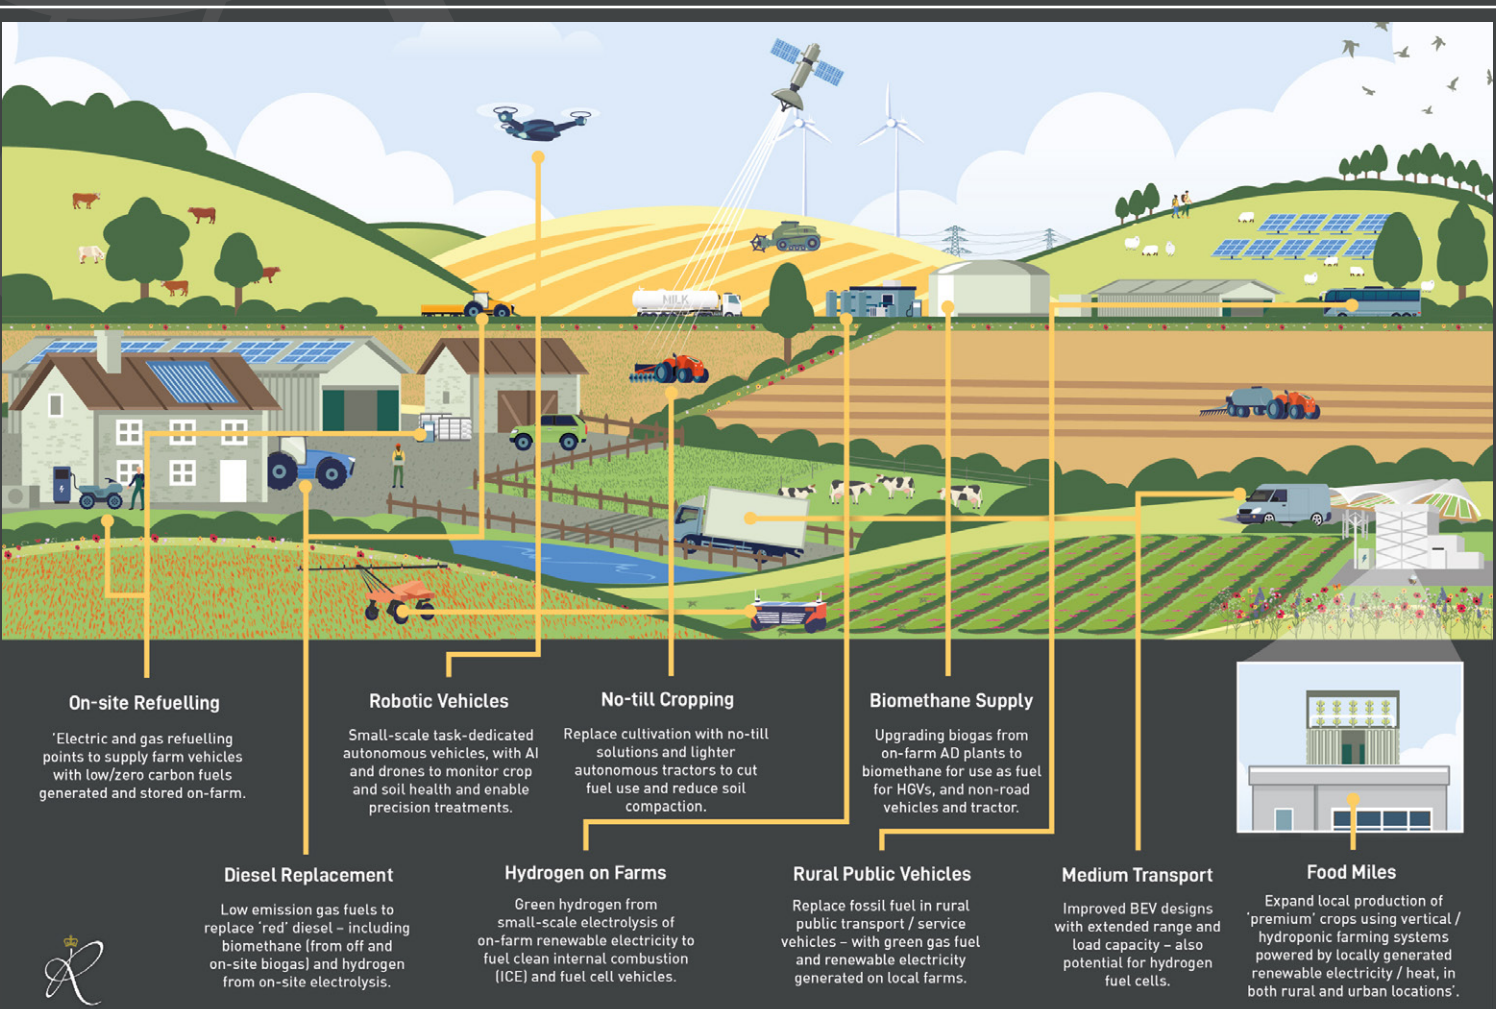 MILK
On-site Refuelling
'Electric and gas refuelling
points to supply farm vehicles
with low/zero carbon fuels
generated and stored on-farm.
Robotic Vehicles
Small-scale task-dedicated
autonomous vehicles, with AI
and drones to monitor crop
and soil health and enable
precision treatments.
No-till Cropping
Replace cultivation with no-till
solutions and lighter
autonomous tractors to cut
fuel use and reduce soil
compaction.
Biomethane Supply
Upgrading biogas from
on-farm AD plants to
biomethane for use as fuel
for HGVs, and non-road
vehicles and tractor.
Diesel Replacement
Low emission gas fuels to
replace 'red' diesel – including
biomethane (from off and
on-site biogas) and hydrogen
from on-site electrolysis.
Hydrogen on Farms
Green hydrogen from
small-scale electrolysis of
on-farm renewable electricity to
fuel clean internal combustion
(ICE) and fuel cell vehicles.
Rural Public Vehicles
Replace fossil fuel in rural
public transport / service
vehicles – with green gas fuel
and renewable electricity
generated on local farms.
Medium Transport
Improved BEV designs
with extended range and
load capacity – also
potential for hydrogen
fuel cells.
Food Miles
Expand local production of
'premium' crops using vertical /
hydroponic farming systems
powered by locally generated
renewable electricity / heat, in
both rural and urban locations'.
R